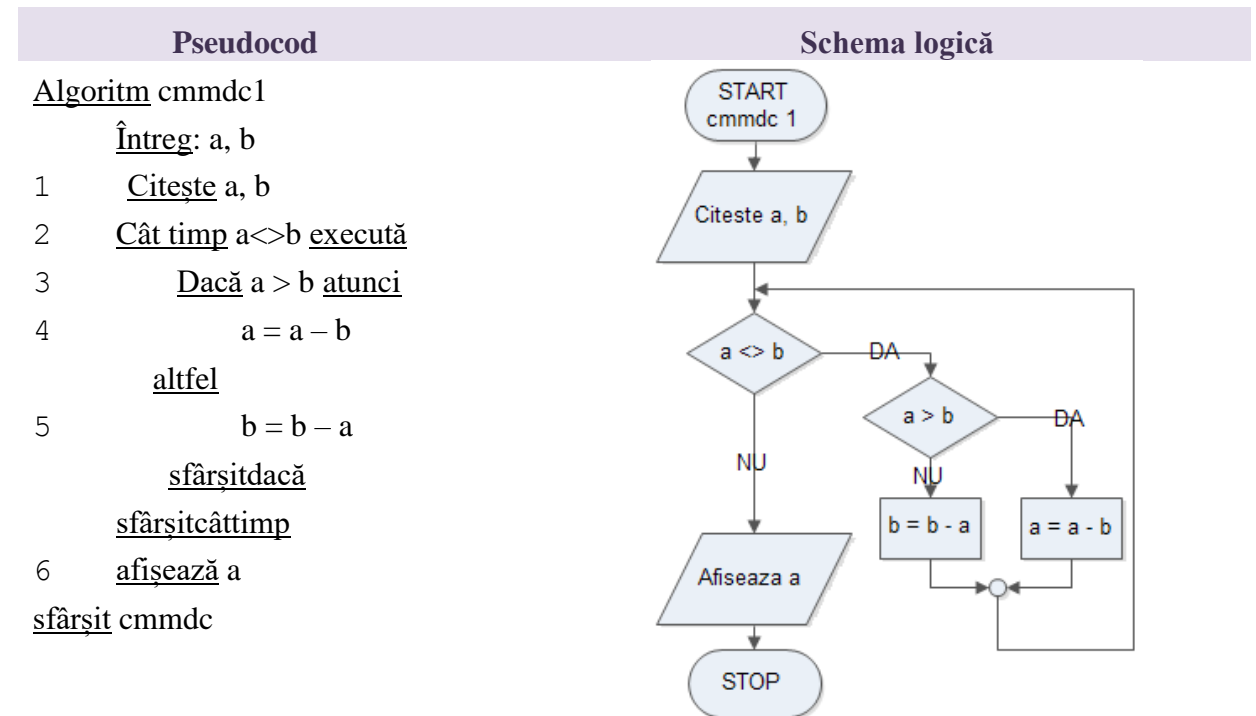 Pseudocod
Schema logică
Algoritm cmmdc1
Întreg: a, b
1 Citește a, b
2 Cât timp a<>b execută
3 Dacă a > b atunci
4 a = a – b
altfel
5 b = b – a
sfârșitdacă
sfârșitcâttimp
6 afișează a
sfârșit cmmdc
START
cmmdc 1
Citeste a, b
a <> b
DA
a > b
DA
NU
NU
b = b - a
a = a - b
Afiseaza a
STOP